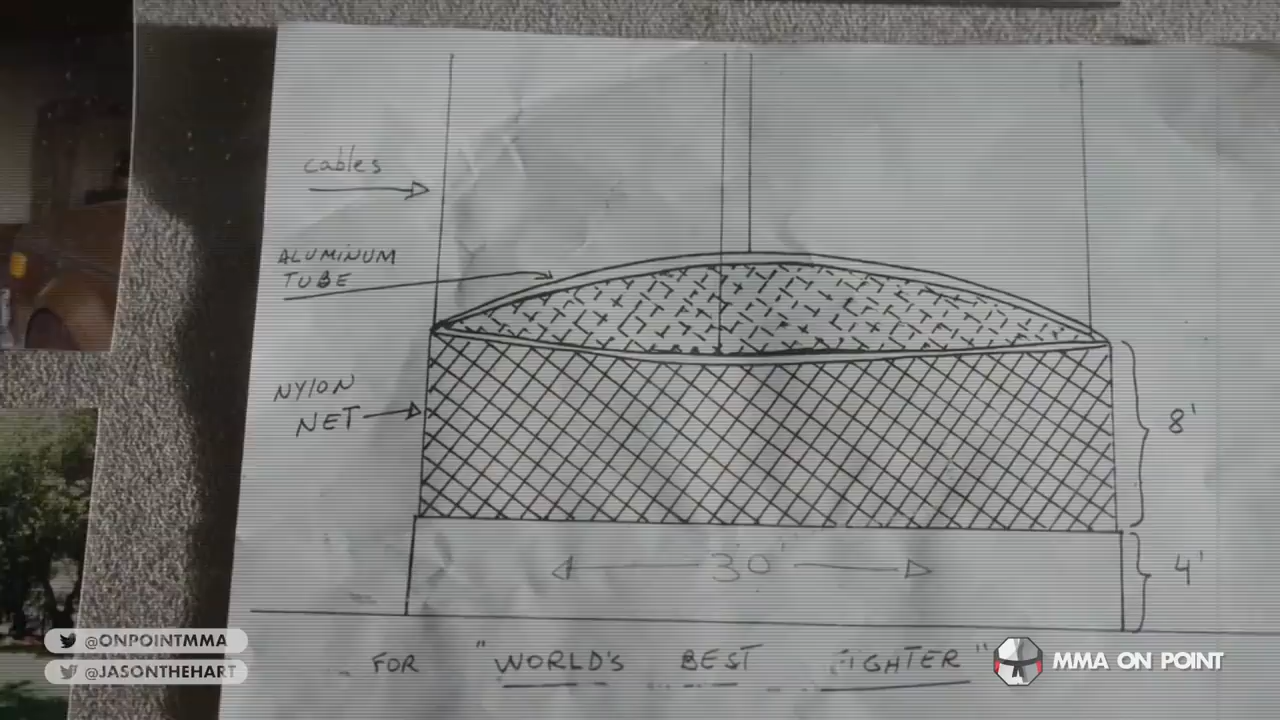 cables
ALUMINUM
TUBE
NYLON
NET
8'
30'
4'
FOR "WORLD'S BEST FIGHTER"
@ONPOINTMMA
@JASONTHEHART
MMA ON POINT